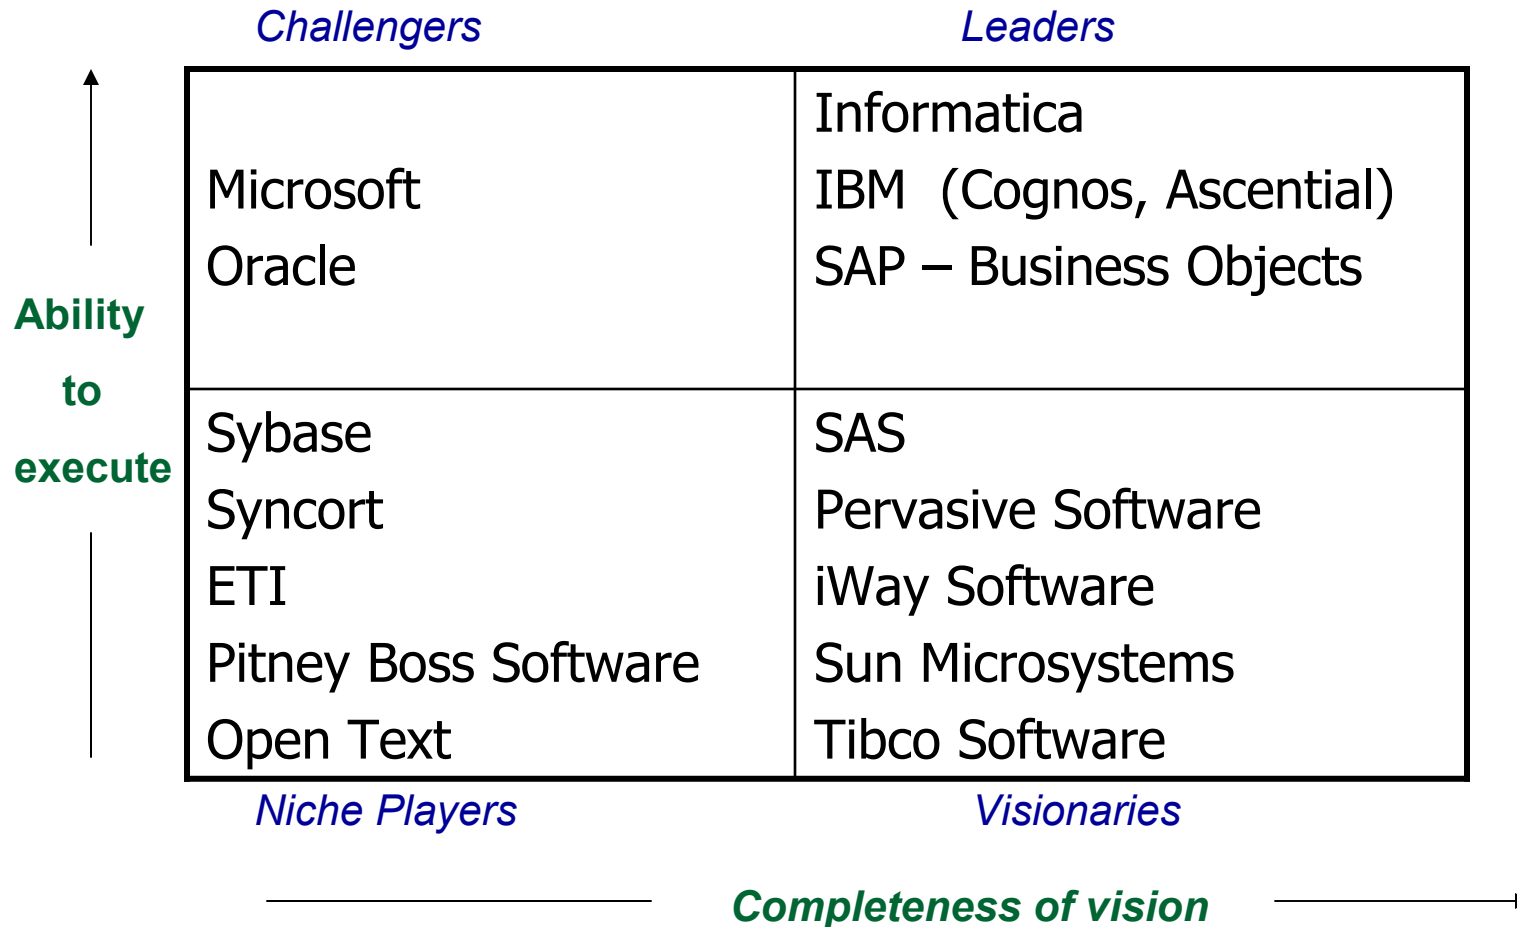 Challengers
Leaders
Informatica
Microsoft
IBM (Cognos, Ascential)
Oracle
SAP – Business Objects
Ability
to
execute
Sybase
SAS
Syncort
Pervasive Software
ETI
iWay Software
Pitney Boss Software
Sun Microsystems
Open Text
Tibco Software
Niche Players
Visionaries
Completeness of vision